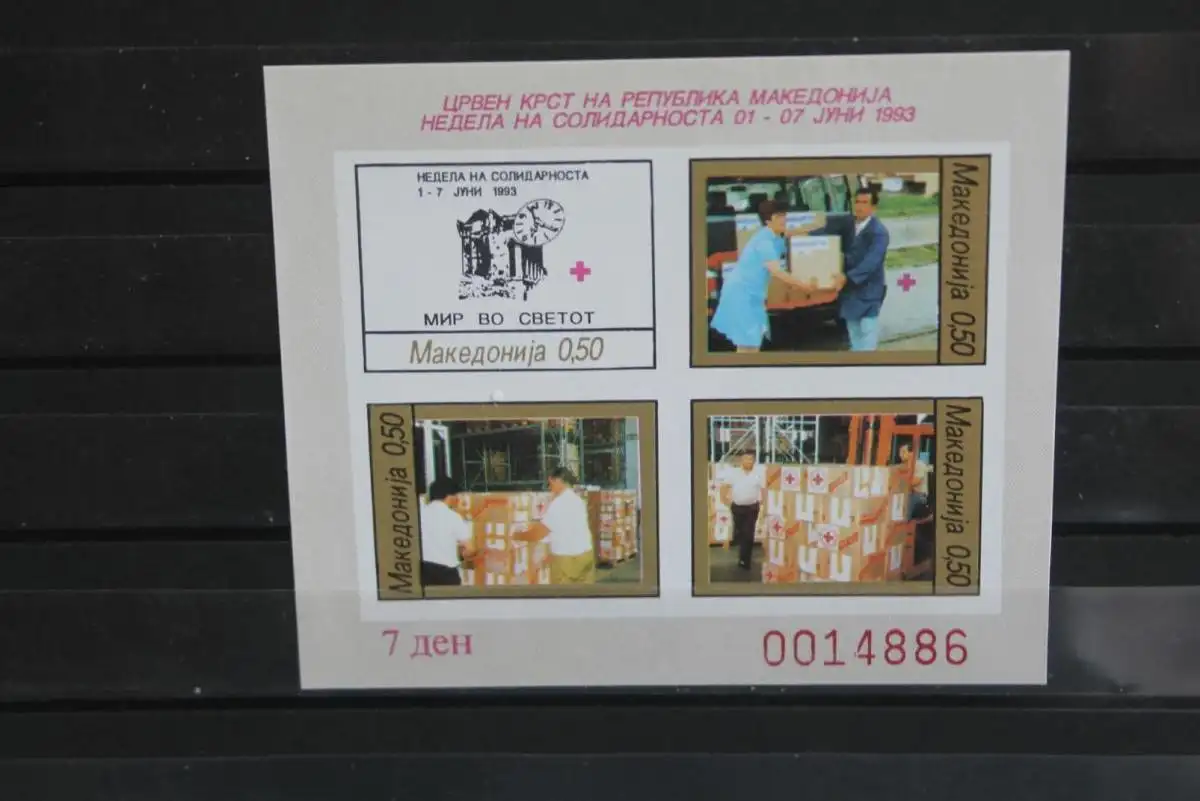 ЦРВЕН КРСТ НА РЕПУБЛИКА МАКЕДОНИЈА
НЕДЕЛА НА СОЛИДАРНОСТА 01 - 07 ЈУНИ 1993
НЕДЕЛА НА СОЛИДАРНОСТА
1 - 7 ЈУНИ 1993
МИР ВО СВЕТОТ
Македонија 0,50
Македонија 0,50
Македонија 0,50
Македонија 0,50
7 ден
0014886